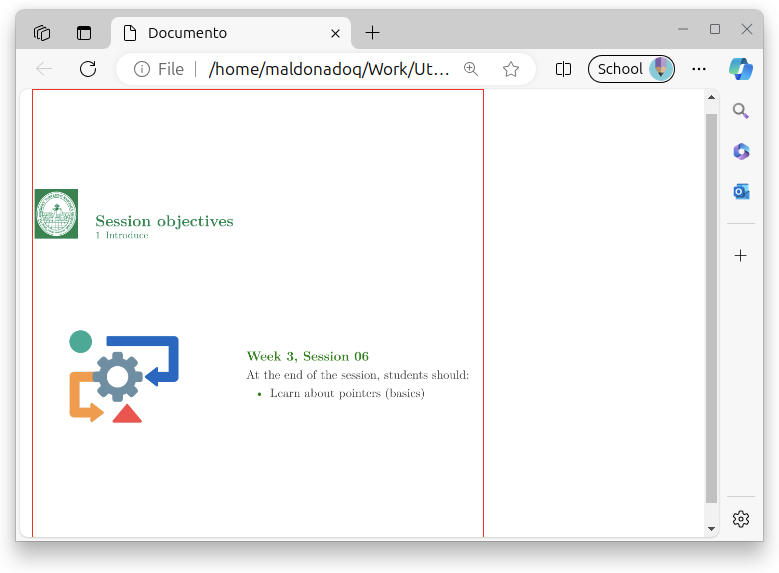 Documento
File
/home/maldonadoq/Work/Ut...
School
Session objectives
1 Introduce
Week 3, Session 06
At the end of the session, students should:
• Learn about pointers (basics)